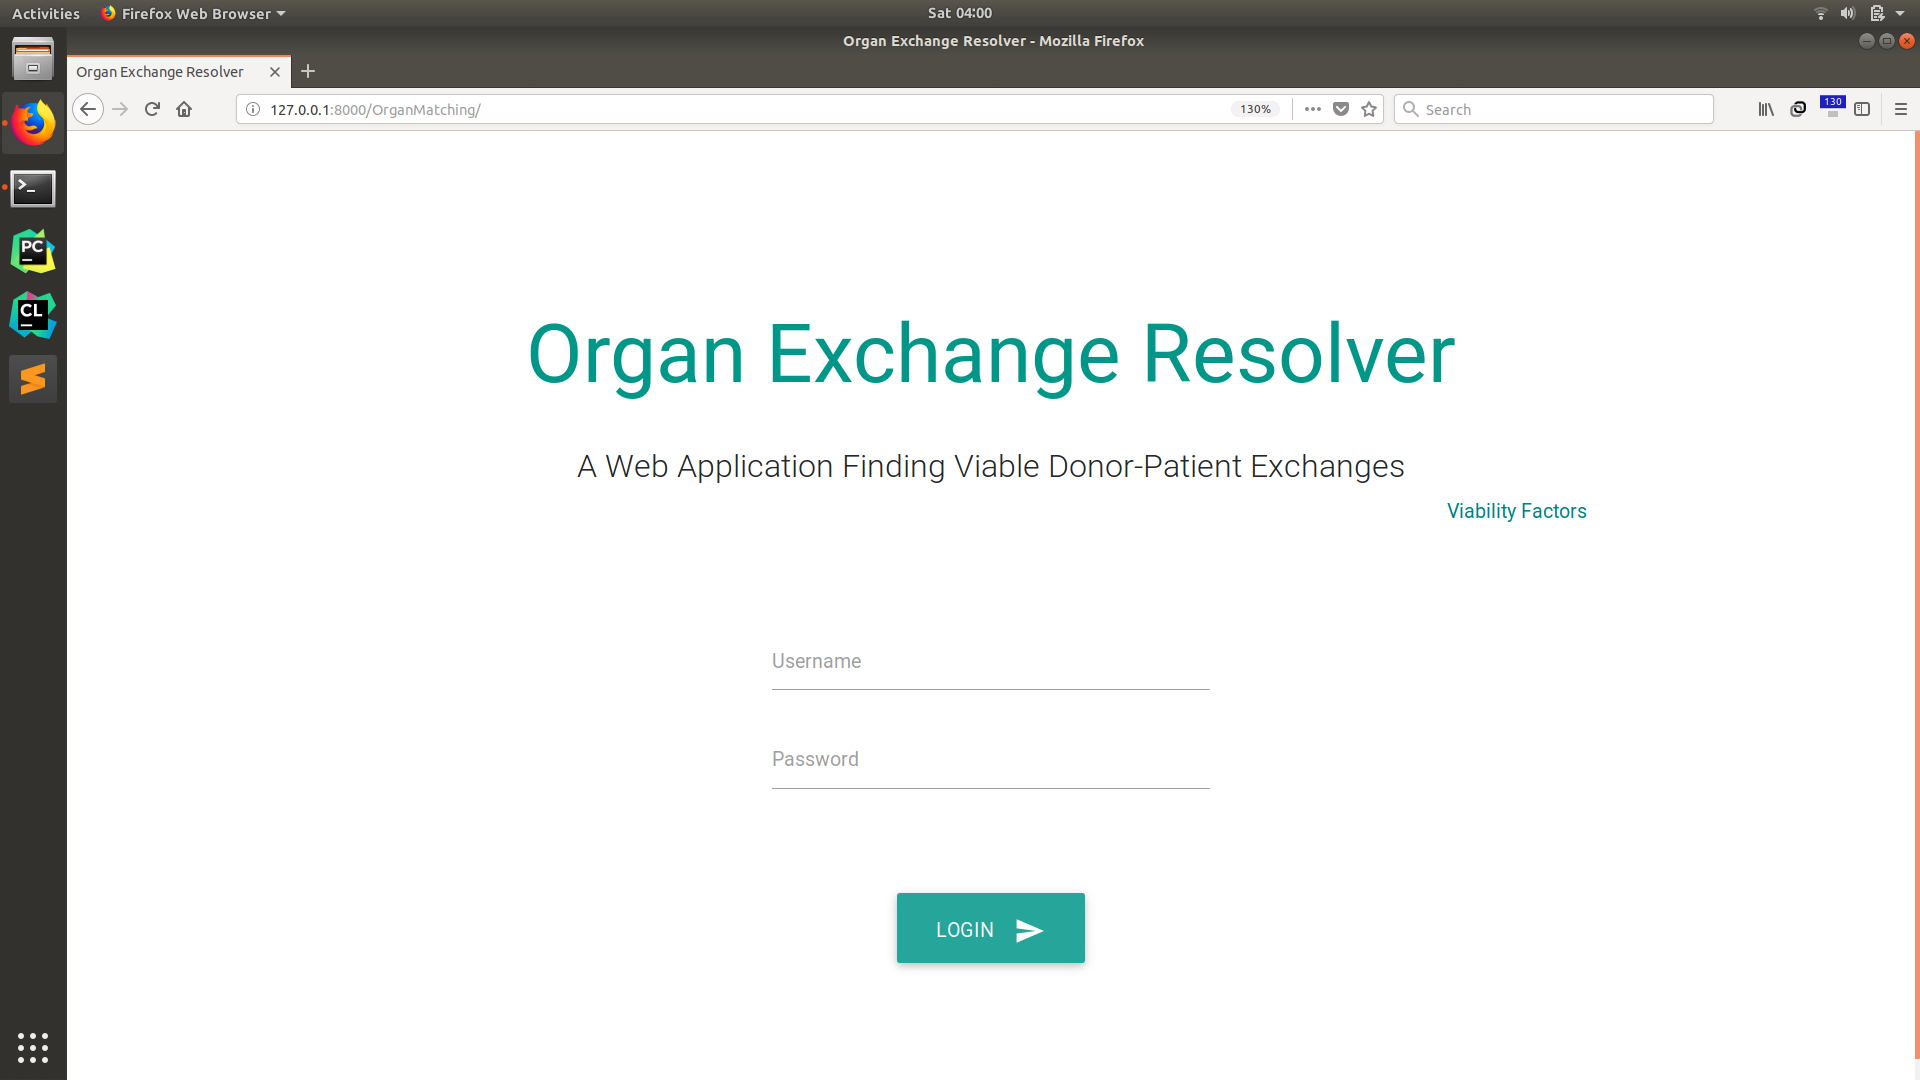 Activities Firefox Web Browser Sat 04:00
Organ Exchange Resolver - Mozilla Firefox
Organ Exchange Resolver
127.0.0.1:8000/OrganMatching/ 130% Search 130
PC
CL
Organ Exchange Resolver
A Web Application Finding Viable Donor-Patient Exchanges
Viability Factors
Username
Password
LOGIN